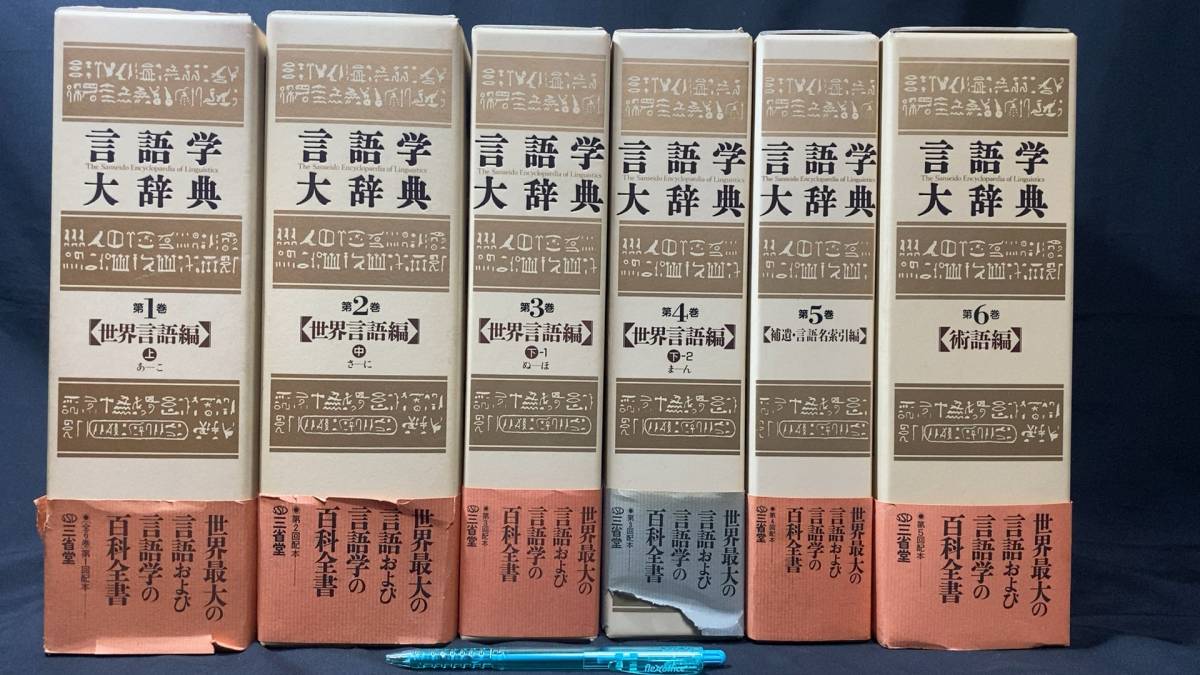 言語学
The Sanseido Encyclopaedia of Linguistics
大辞典
第1巻
【世界言語編】
上
あ―こ
世界最大の
言語および
言語学の
百科全書
●全6巻・第1回配本
三省堂
言語学
The Sanseido Encyclopaedia of Linguistics
大辞典
第2巻
【世界言語編】
中
さ―に
世界最大の
言語および
言語学の
百科全書
●第2回配本
三省堂
言語学
The Sanseido Encyclopaedia of Linguistics
大辞典
第3巻
【世界言語編】
下-1
ぬ―ほ
世界最大の
言語および
言語学の
百科全書
●第3回配本
三省堂
言語学
The Sanseido Encyclopaedia of Linguistics
大辞典
第4巻
【世界言語編】
下-2
ま―ん
世界最大の
言語および
言語学の
百科全書
●第3回配本
三省堂
言語学
The Sanseido Encyclopaedia of Linguistics
大辞典
第5巻
【補遺・言語名索引編】
世界最大の
言語および
言語学の
百科全書
●第4回配本
三省堂
言語学
The Sanseido Encyclopaedia of Linguistics
大辞典
第6巻
【術語編】
世界最大の
言語および
言語学の
百科全書
●第5回配本
三省堂
flexoffice